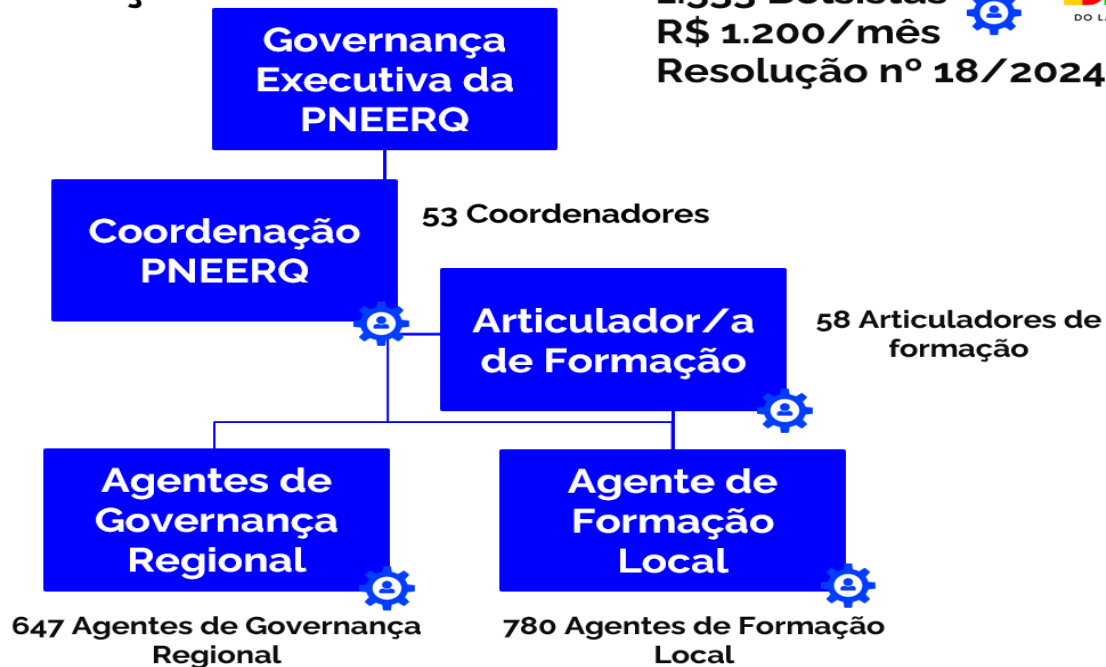 Governança
Executiva da
PNEERQ
Bolsistas
R$ 1.200/mês
Resolução nº 18/2024
Coordenação
PNEERQ
53 Coordenadores
Articulador/a
de Formação
58 Articuladores de
formação
Agentes de
Governança
Regional
647 Agentes de Governança
Regional
Agente de
Formação
Local
780 Agentes de Formação
Local